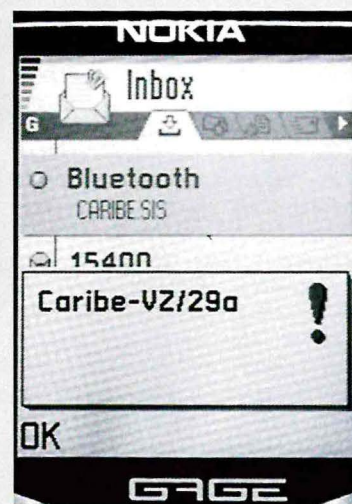 NOKIA
Inbox
G
Bluetooth
CARIBE SIS
15400
Caribe-VZ/29a !
OK
GAGE